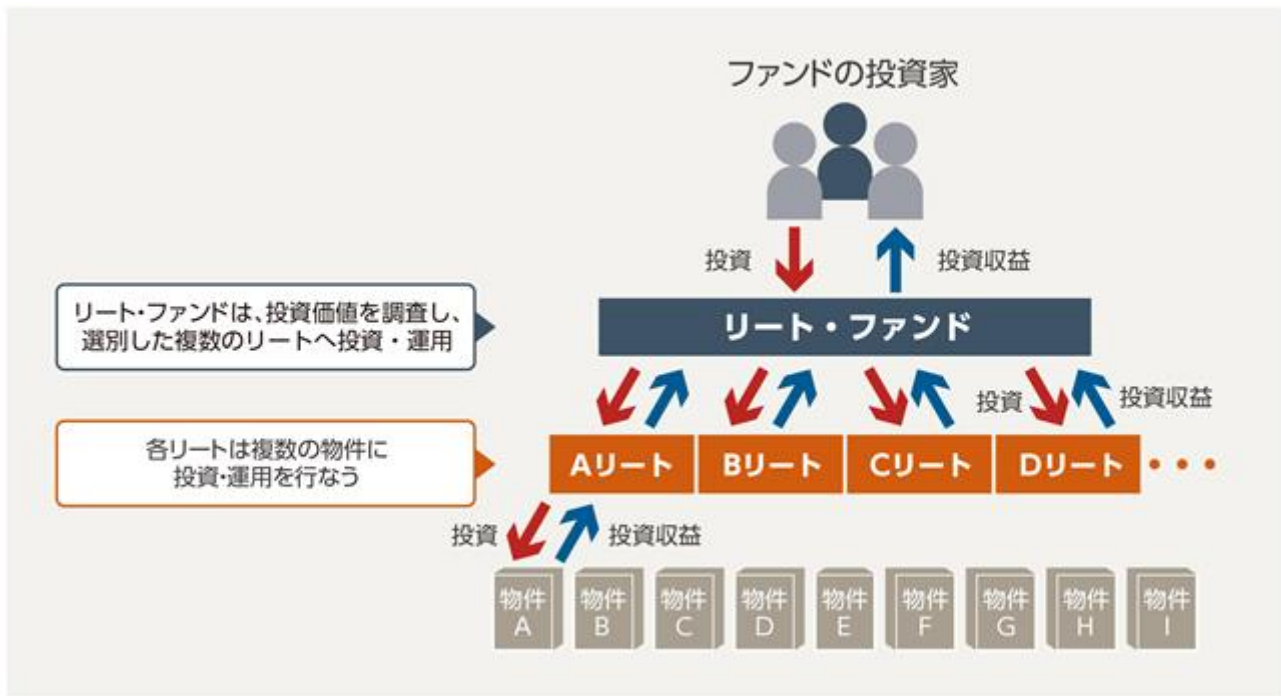 ファンドの投資家
投資
投資収益
リート・ファンドは、投資価値を調査し、
選別した複数のリートへ投資・運用
リート・ファンド
投資
投資収益
各リートは複数の物件に
投資・運用を行なう
Aリート
Bリート
Cリート
Dリート
・・・
投資
投資収益
物件
A
物件
B
物件
C
物件
D
物件
E
物件
F
物件
G
物件
H
物件
I